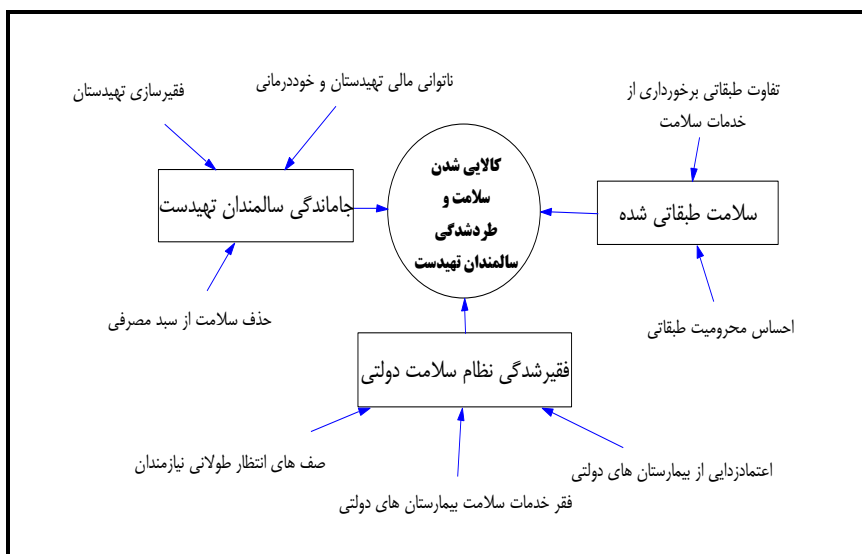 ناتوانی مالی تهیدستان و خوددرمانی
فقیرسازی تهیدستان
تفاوت طبقاتی برخورداری از
خدمات سلامت
کالایی شدن
سلامت و
طردشدگی
سالمندان تهیدست
جاماندگی سالمندان تهیدست
سلامت طبقاتی شده
حذف سلامت از سبد مصرفی
احساس محرومیت طبقاتی
فقیرشدگی نظام سلامت دولتی
صف های انتظار طولانی نیازمندان
اعتمادزدایی از بیمارستان های دولتی
فقر خدمات سلامت بیمارستان های دولتی